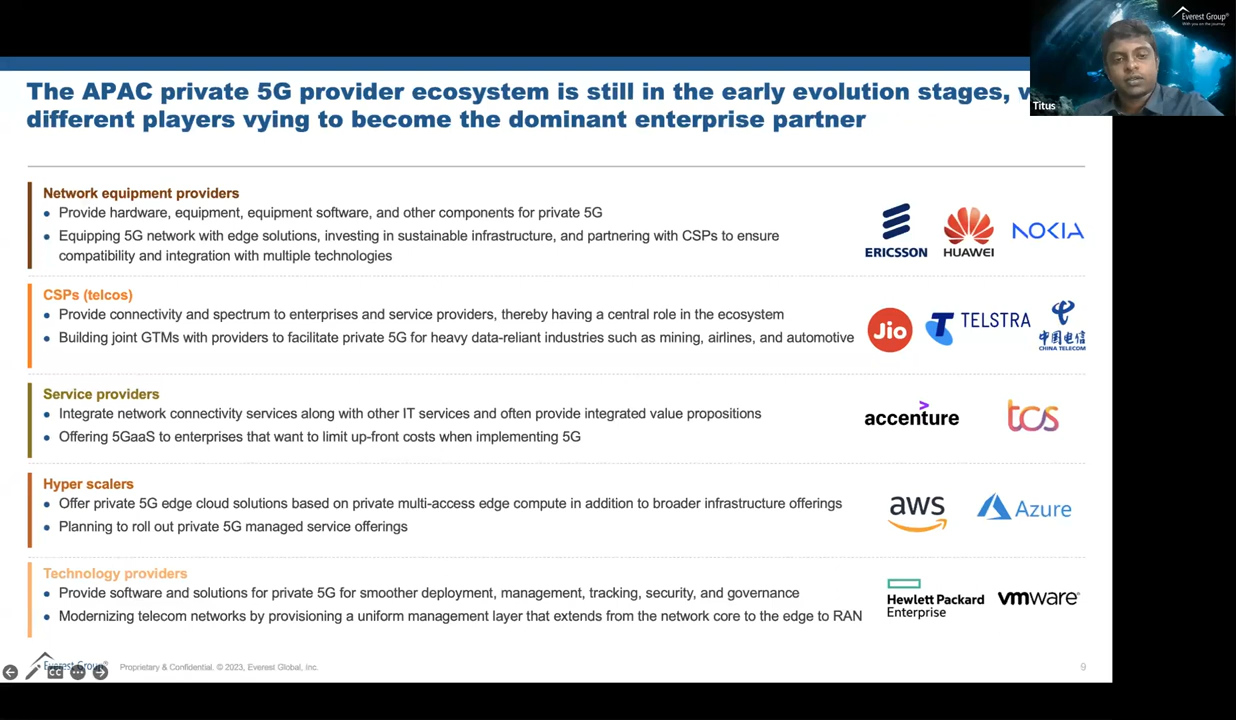 Everest Group®
With you on the journey
Titus
The APAC private 5G provider ecosystem is still in the early evolution stages,
different players vying to become the dominant enterprise partner
Network equipment providers
Provide hardware, equipment, equipment software, and other components for private 5G
Equipping 5G network with edge solutions, investing in sustainable infrastructure, and partnering with CSPs to ensure
compatibility and integration with multiple technologies
ERICSSON
HUAWEI
NOKIA
CSPs (telcos)
Provide connectivity and spectrum to enterprises and service providers, thereby having a central role in the ecosystem
Building joint GTMs with providers to facilitate private 5G for heavy data-reliant industries such as mining, airlines, and automotive
Jio
TELSTRA
中国电信
CHINA TELECOM
Service providers
Integrate network connectivity services along with other IT services and often provide integrated value propositions
Offering 5GaaS to enterprises that want to limit up-front costs when implementing 5G
accenture
tcs
Hyper scalers
Offer private 5G edge cloud solutions based on private multi-access edge compute in addition to broader infrastructure offerings
Planning to roll out private 5G managed service offerings
aws
Azure
Technology providers
Provide software and solutions for private 5G for smoother deployment, management, tracking, security, and governance
Modernizing telecom networks by provisioning a uniform management layer that extends from the network core to the edge to RAN
Hewlett Packard
Enterprise
vmware®
Everest Group®
CC
Proprietary & Confidential. © 2023, Everest Global, Inc.
9